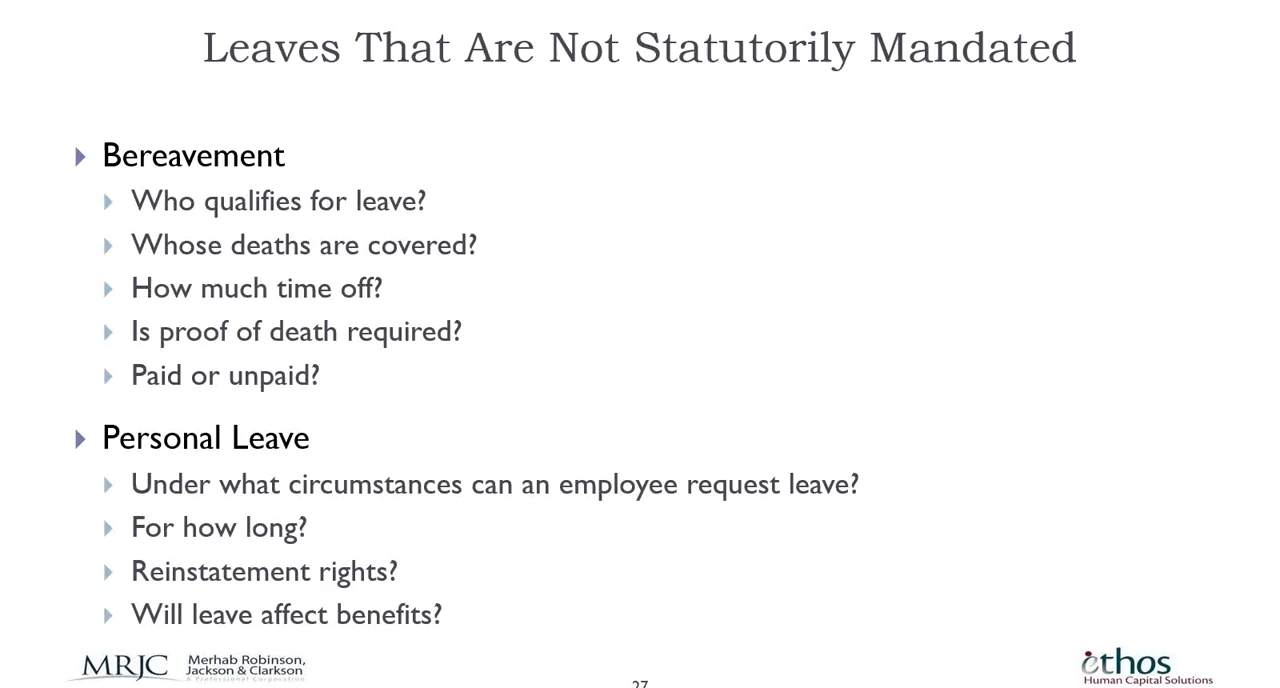 Leaves That Are Not Statutorily Mandated
Bereavement
Who qualifies for leave?
Whose deaths are covered?
How much time off?
Is proof of death required?
Paid or unpaid?
Personal Leave
Under what circumstances can an employee request leave?
For how long?
Reinstatement rights?
Will leave affect benefits?
MRJC
Merhab Robinson,
Jackson & Clarkson
A Professional Corporation
27
ethos
Human Capital Solutions